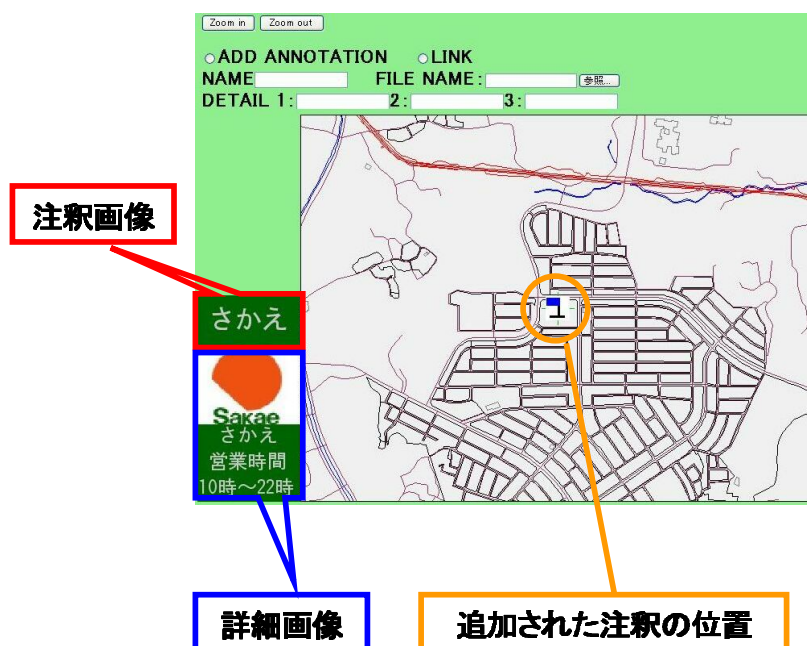 Zoom in Zoom out
ADD ANNOTATION LINK
NAME FILE NAME: 参照...
DETAIL 1: 2: 3:
注釈画像
さかえ
Sakae
さかえ
営業時間
10時～22時
詳細画像
追加された注釈の位置